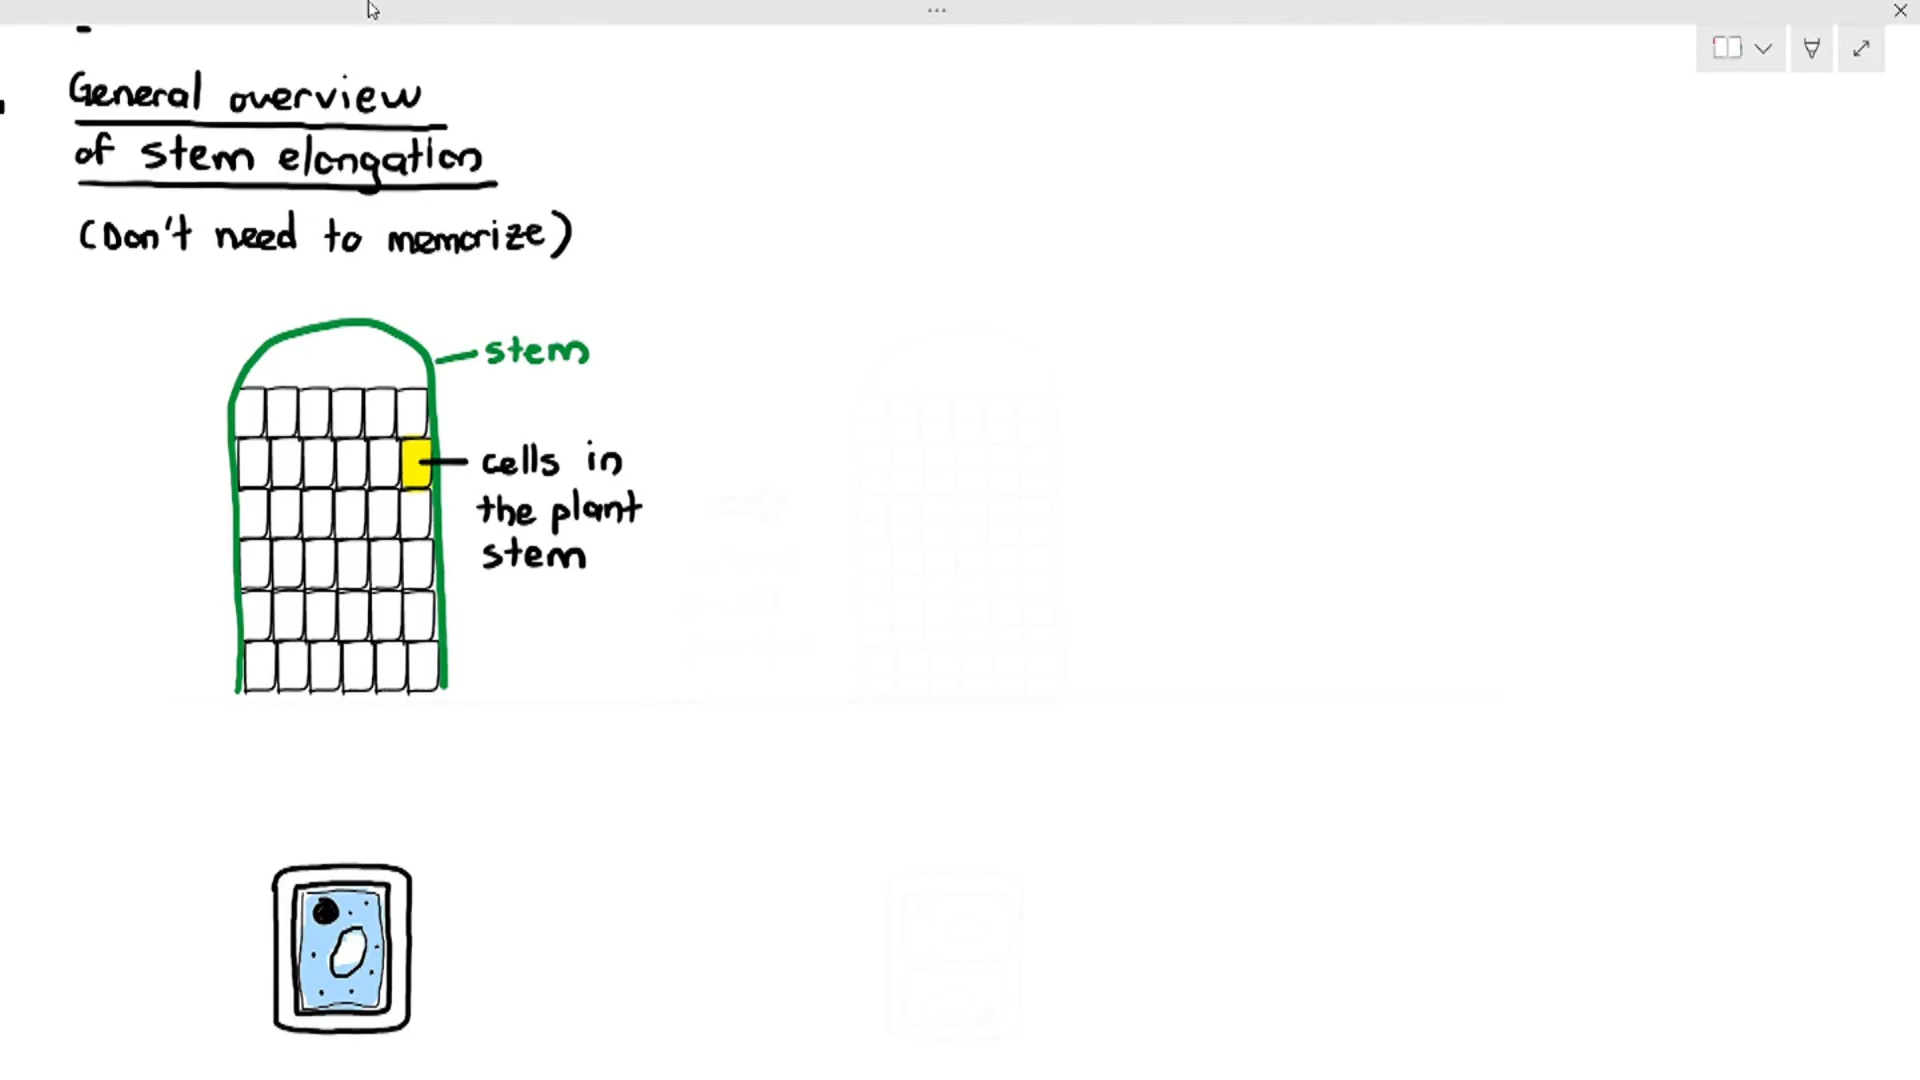 General overview
of stem elongation
(Don't need to memorize)
stem
cells in
the plant
stem